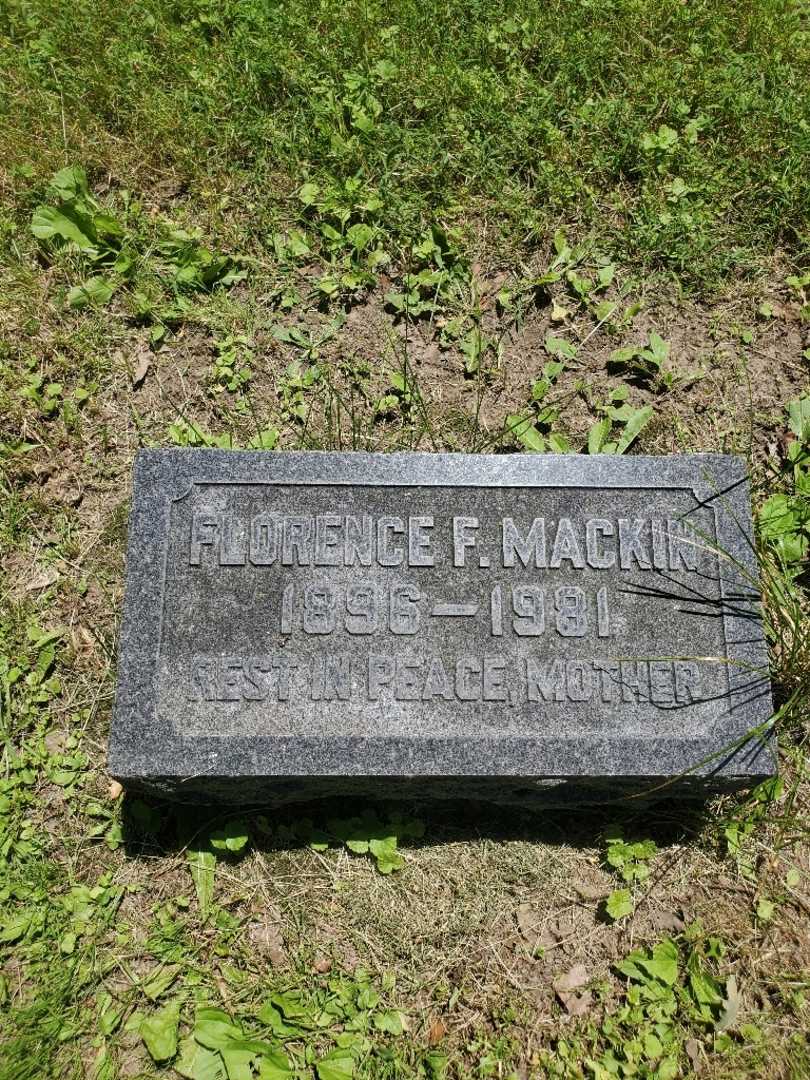 FLORENCE F. MACKIN
1896–1981
REST IN PEACE, MOTHER